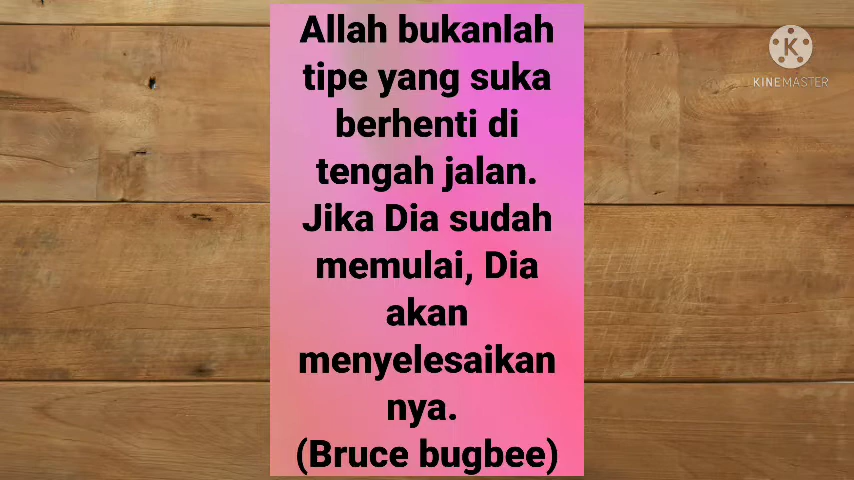 Allah bukanlah
tipe yang suka
berhenti di
tengah jalan.
Jika Dia sudah
memulai, Dia
akan
menyelesaikan
nya.
(Bruce bugbee)
K
KINEMASTER